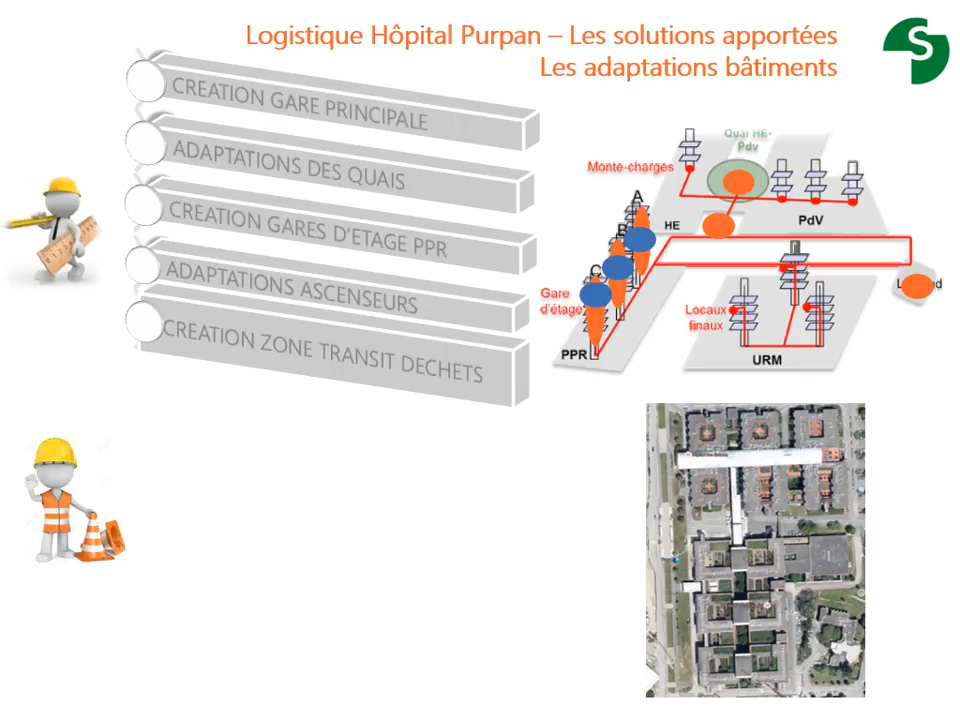 Logistique Hôpital Purpan – Les solutions apportées
Les adaptations bâtiments
S
CREATION GARE PRINCIPALE
ADAPTATIONS DES QUAIS
CREATION GARES D'ETAGE PPR
ADAPTATIONS ASCENSEURS
CREATION ZONE TRANSIT DECHETS
Quai HE-
Pdv
Monte-charges
A
HE
PdV
B
C
Gare
d'étage
Locaux
finaux
PPR
URM